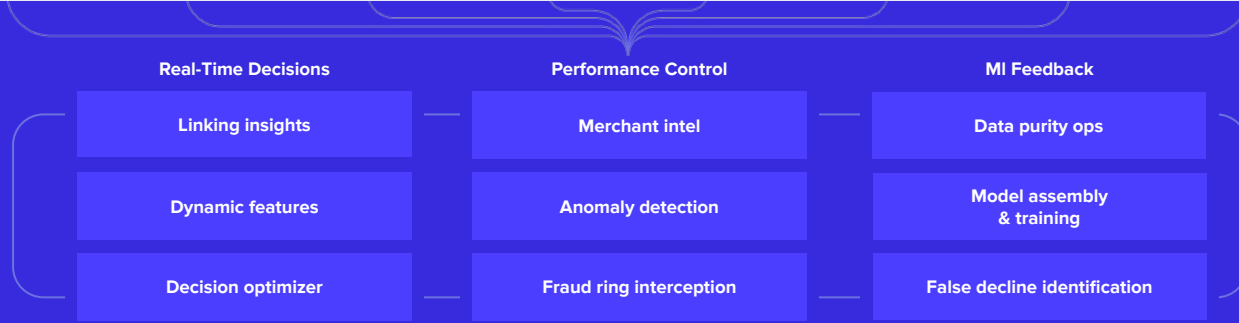 Real-Time Decisions
Linking insights
Dynamic features
Decision optimizer
Performance Control
Merchant intel
Anomaly detection
Fraud ring interception
Ml Feedback
Data purity ops
Model assembly
& training
False decline identification